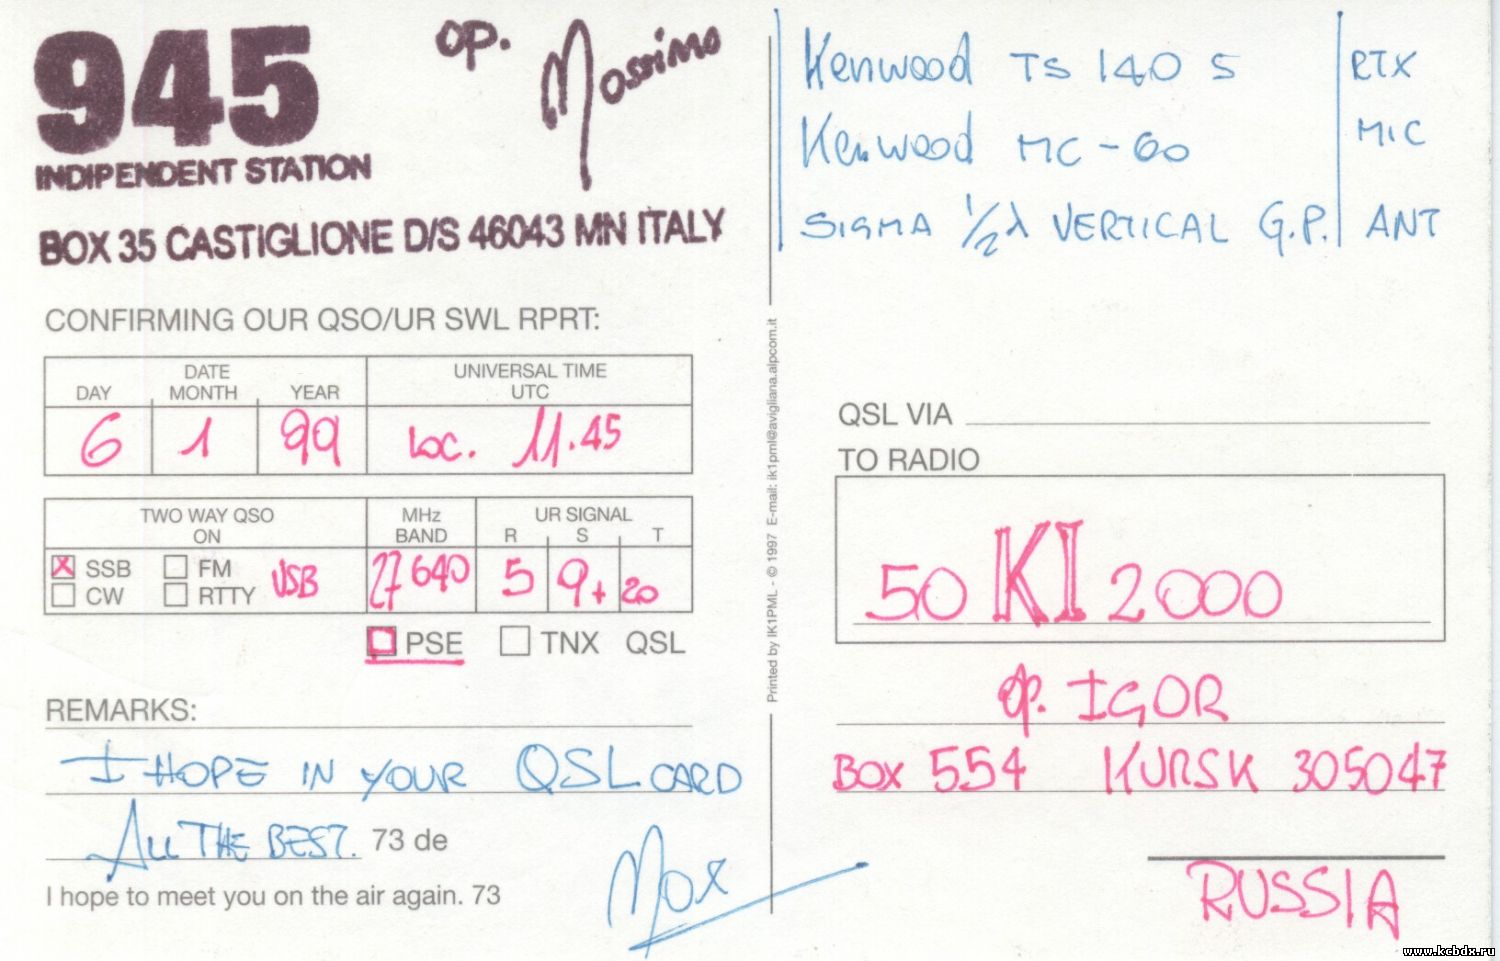 945
INDIPENDENT STATION
op. Massimo
BOX 35 CASTIGLIONE D/S 46043 MN ITALY
CONFIRMING OUR QSO/UR SWL RPRT:
DATE
DAY MONTH YEAR
UNIVERSAL TIME
UTC
6 1 99 LOC. 11.45
TWO WAY QSO
ON
MHz
BAND
UR SIGNAL
R S T
X SSB FM USB
CW RTTY
27640 5 9+ 20
PSE TNX QSL
REMARKS:
I HOPE IN YOUR QSL CARD
ALL THE BEST. 73 de
Max
I hope to meet you on the air again. 73
Printed by IK1PML - © 1997 E-mail: ik1pml@avigliana.alpcom.it
Kenwood TS 140 S RTX
Kenwood MC-60 MIC
SIGMA 1/2 λ VERTICAL G.P. ANT
QSL VIA
TO RADIO
50 KI 2000
op. IGOR
BOX 554 KURSK 305047
RUSSIA
www.kcbdx.ru